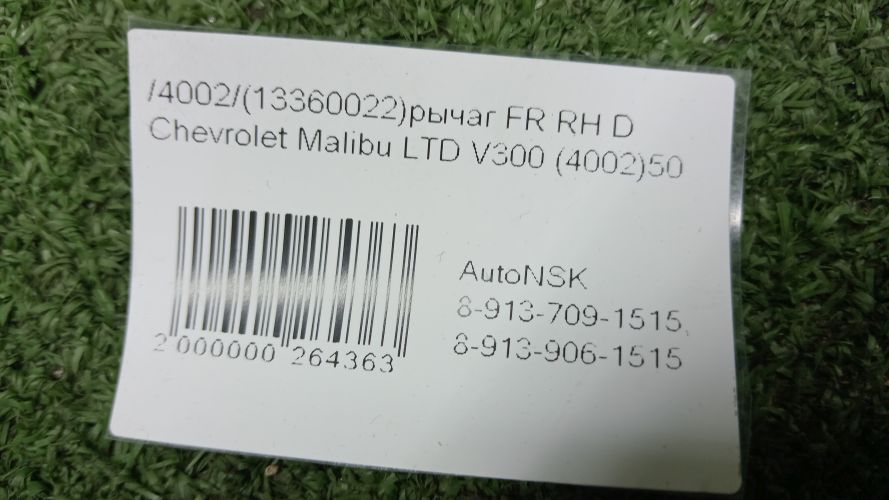 /4002/(13360022)рычаг FR RH D
Chevrolet Malibu LTD V300 (4002)50
AutoNSK
8-913-709-1515,
8-913-906-1515
2 000000 264363